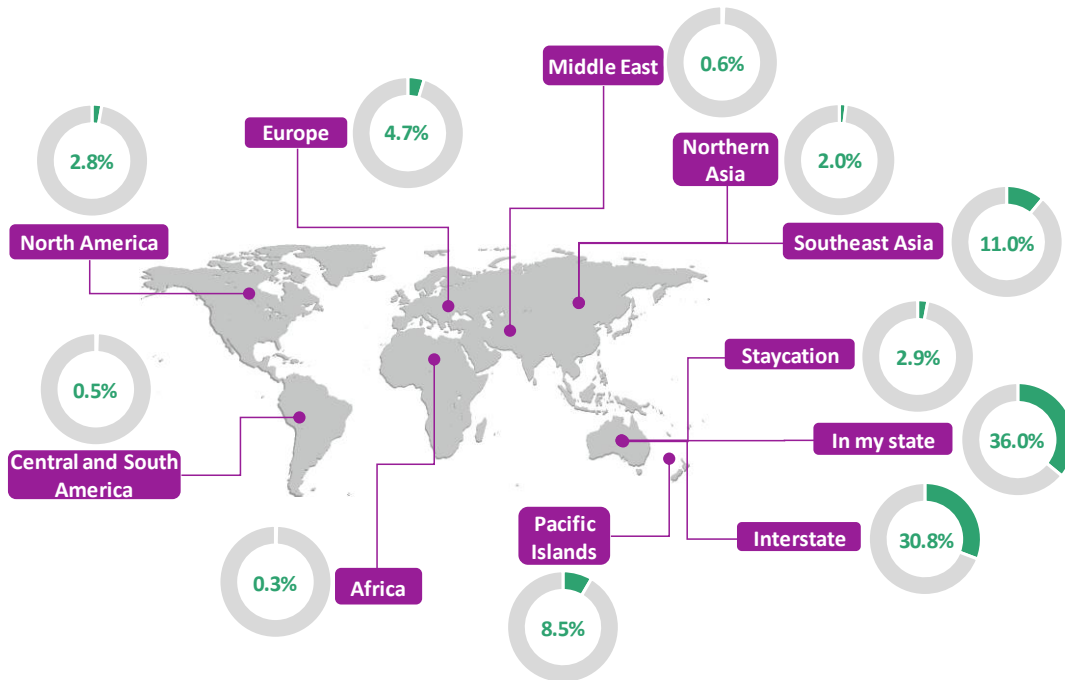 Middle East
0.6%
Europe
4.7%
2.8%
North America
Northern
Asia
2.0%
Southeast Asia
11.0%
Staycation
2.9%
0.5%
Central and South
America
In my state
36.0%
Interstate
30.8%
Pacific
Islands
8.5%
0.3%
Africa